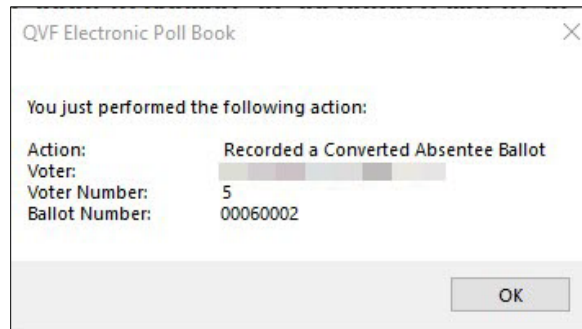 QVF Electronic Poll Book
You just performed the following action:
Action: Recorded a Converted Absentee Ballot
Voter:
Voter Number: 5
Ballot Number: 00060002
OK